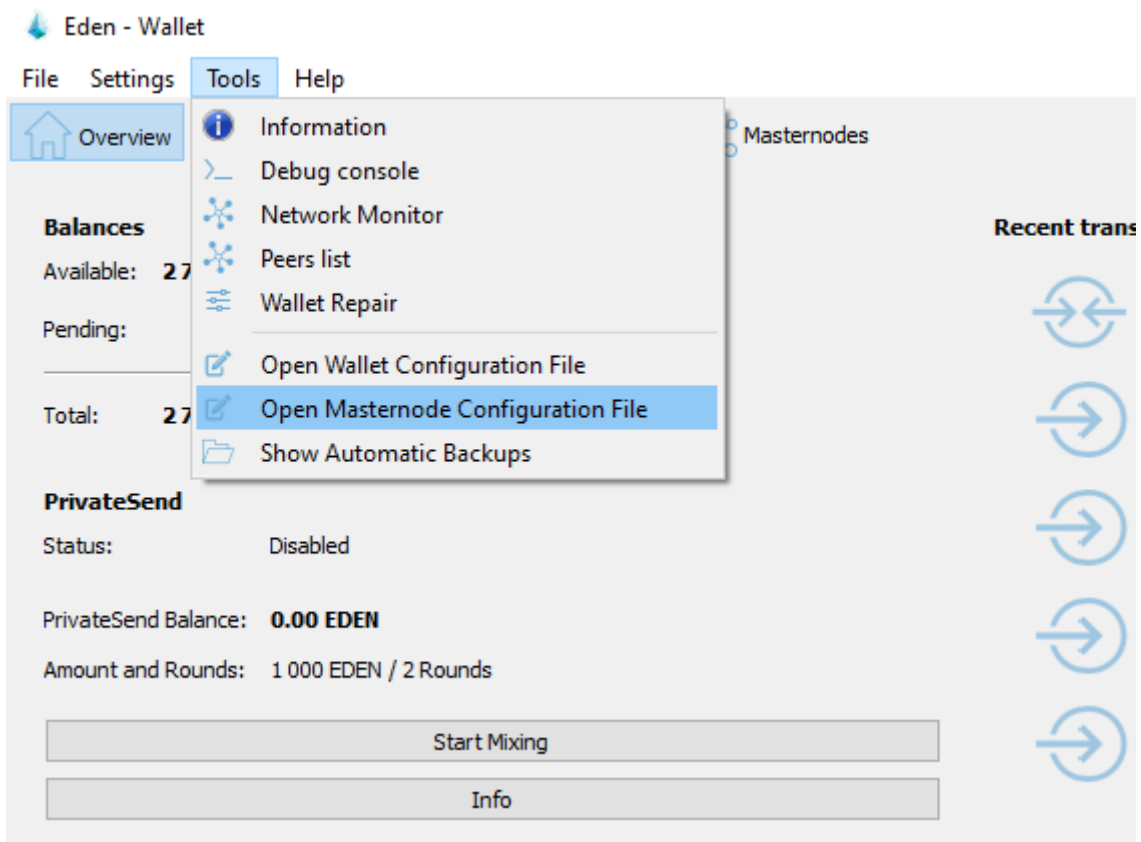 Eden - Wallet
File Settings Tools Help
Overview
Masternodes
Information
Debug console
Network Monitor
Peers list
Wallet Repair
Open Wallet Configuration File
Open Masternode Configuration File
Show Automatic Backups
Balances
Available: 27
Pending:
Total: 27
PrivateSend
Status: Disabled
PrivateSend Balance: 0.00 EDEN
Amount and Rounds: 1 000 EDEN / 2 Rounds
Start Mixing
Info
Recent trans